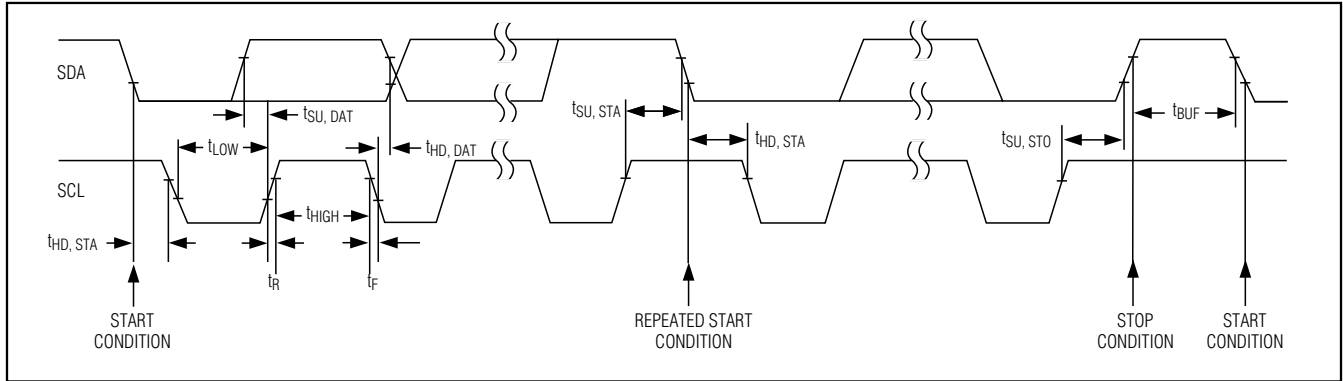 SDA
tSU, DAT
tSU, STA
tBUF
tLOW
tHD, DAT
tHD, STA
tSU, STO
SCL
tHIGH
tHD, STA
tR
tF
START
CONDITION
REPEATED START
CONDITION
STOP
CONDITION
START
CONDITION